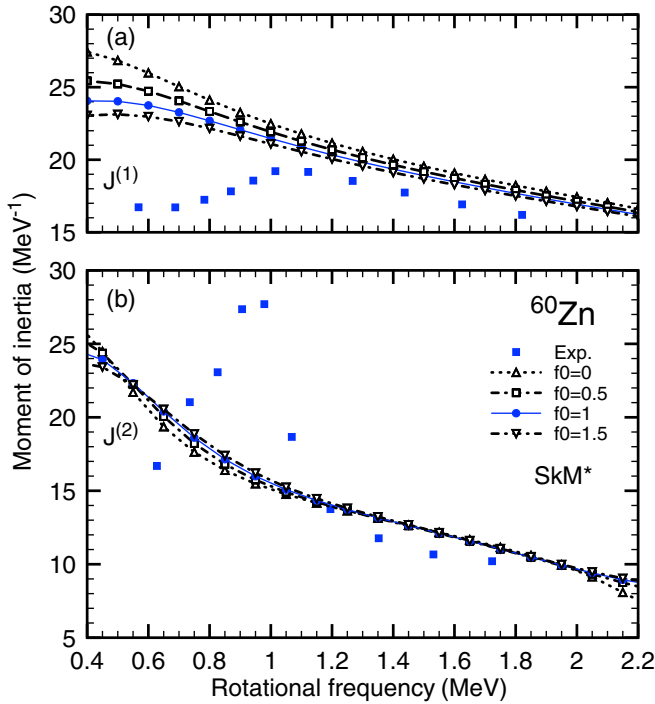 30
(a)
25
20
J(1)
15
30
(b)
60Zn
25
Exp.
f0=0
f0=0.5
20
f0=1
J(2)
f0=1.5
15
SkM*
10
5
0.4 0.6 0.8 1 1.2 1.4 1.6 1.8 2 2.2
Rotational frequency (MeV)
Moment of inertia (MeV-1)